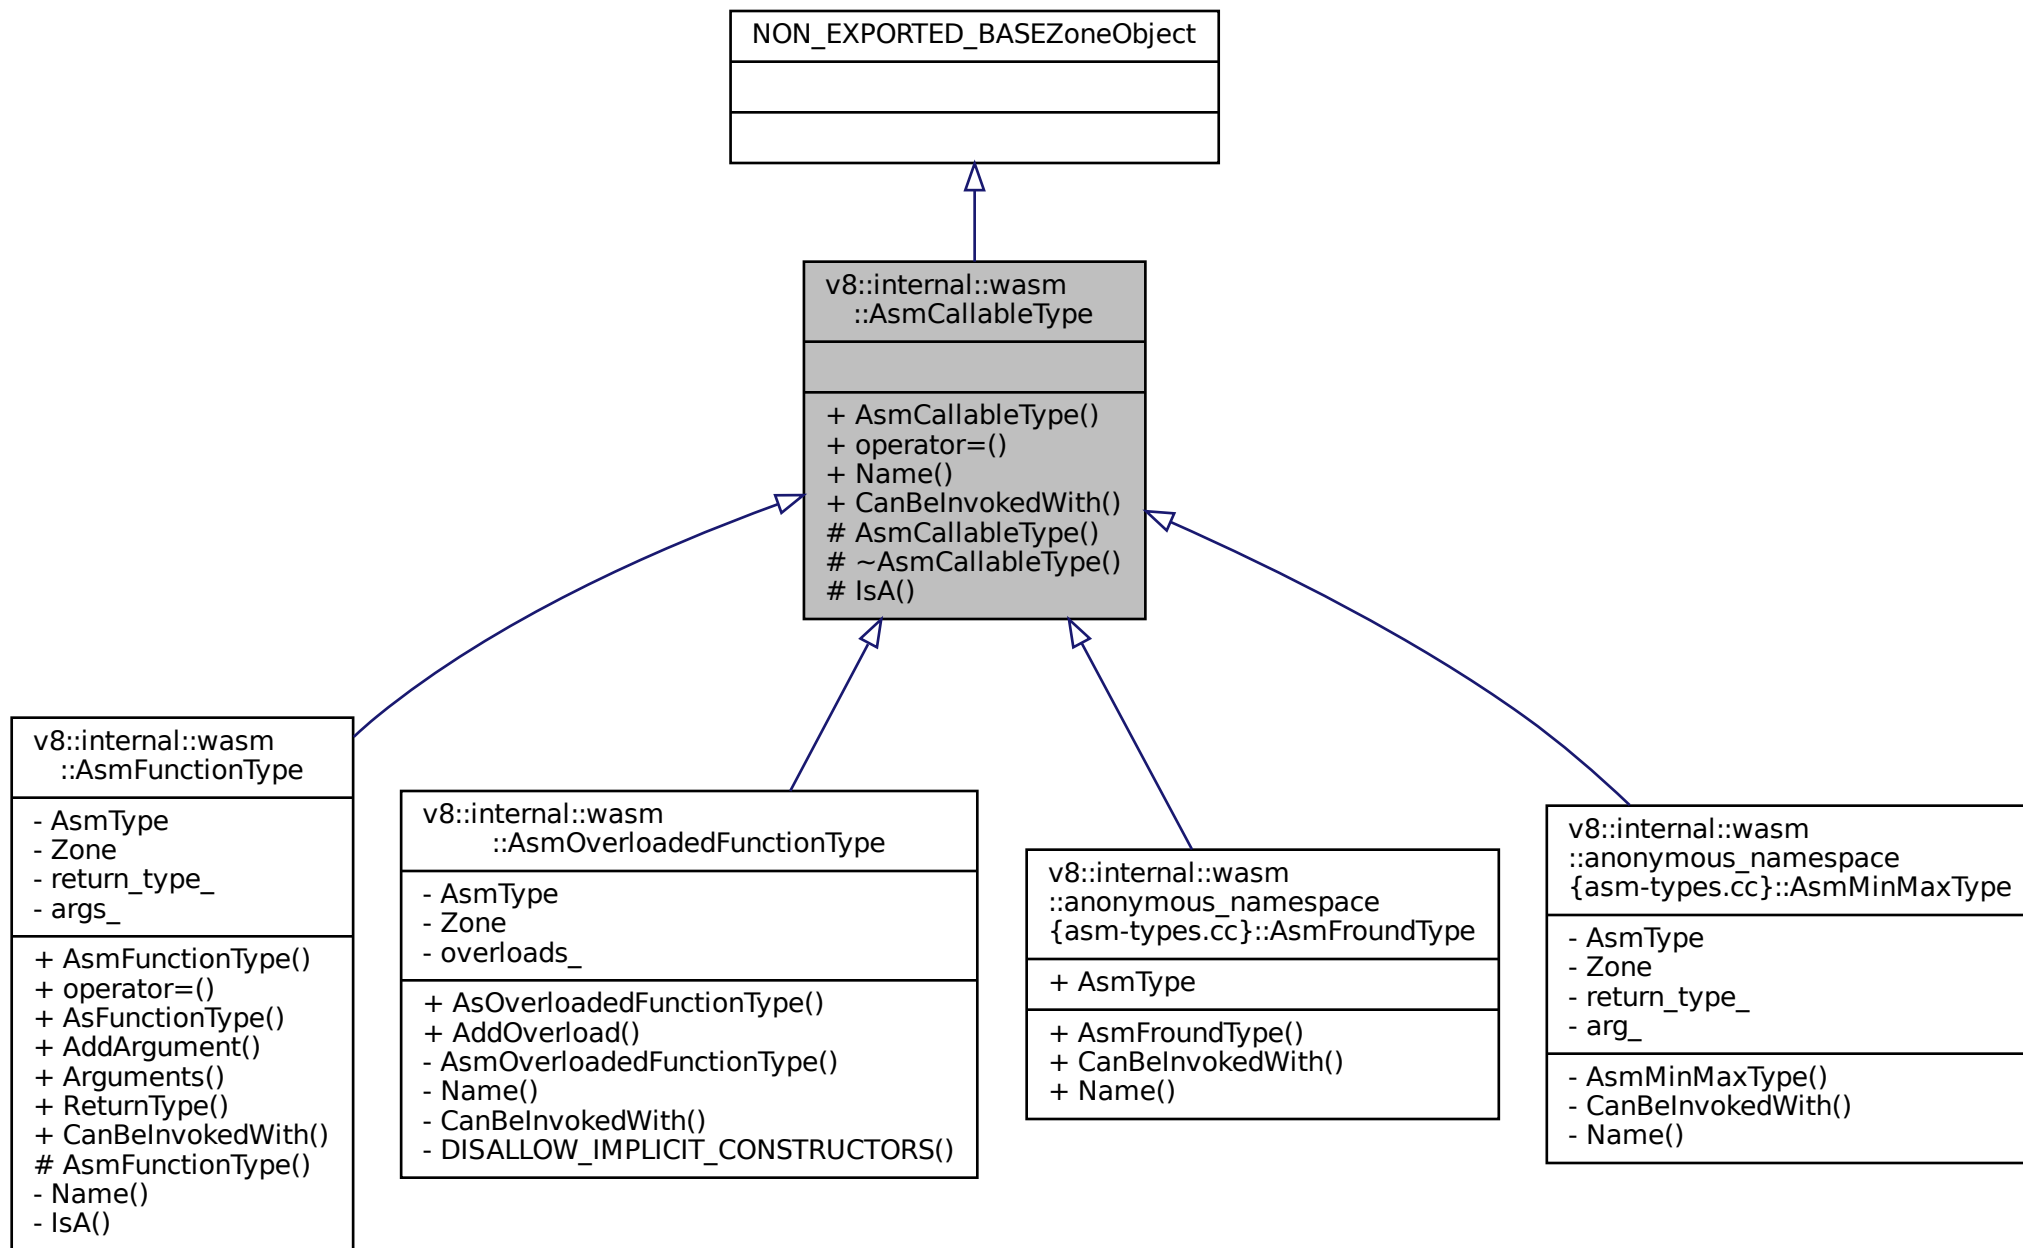 NON_EXPORTED_BASEZoneObject
v8::internal::wasm
::AsmCallableType
+ AsmCallableType()
+ operator=()
+ Name()
+ CanBeInvokedWith()
# AsmCallableType()
# ~AsmCallableType()
# IsA()
v8::internal::wasm
::AsmFunctionType
- AsmType
- Zone
- return_type_
- args_
+ AsmFunctionType()
+ operator=()
+ AsFunctionType()
+ AddArgument()
+ Arguments()
+ ReturnType()
+ CanBeInvokedWith()
# AsmFunctionType()
- Name()
- IsA()
v8::internal::wasm
::AsmOverloadedFunctionType
- AsmType
- Zone
- overloads_
+ AsOverloadedFunctionType()
+ AddOverload()
- AsmOverloadedFunctionType()
- Name()
- CanBeInvokedWith()
- DISALLOW_IMPLICIT_CONSTRUCTORS()
v8::internal::wasm
::anonymous_namespace
{asm-types.cc}::AsmFroundType
+ AsmType
+ AsmFroundType()
+ CanBeInvokedWith()
+ Name()
v8::internal::wasm
::anonymous_namespace
{asm-types.cc}::AsmMinMaxType
- AsmType
- Zone
- return_type_
- arg_
- AsmMinMaxType()
- CanBeInvokedWith()
- Name()